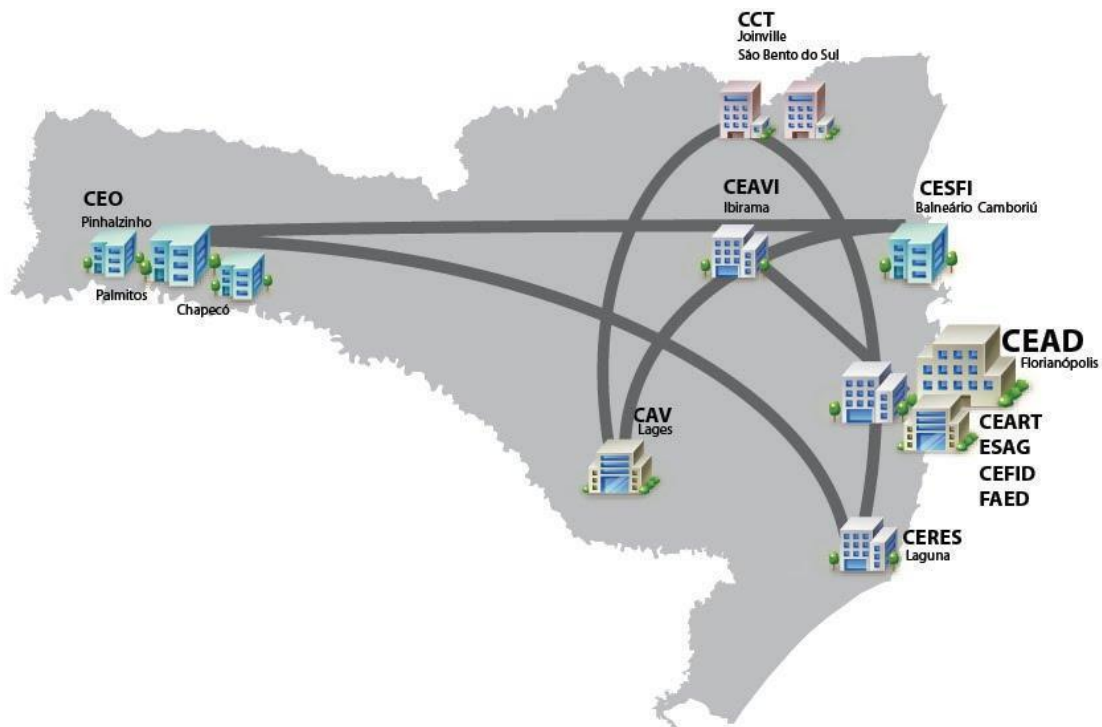 CCT
Joinville
São Bento do Sul
CEO
Pinhalzinho
Palmitos
Chapecó
CEAVI
Ibirama
CESFI
Balneário Camboriú
CEAD
Florianópolis
CEART
ESAG
CEFID
FAED
CAV
Lages
CERES
Laguna